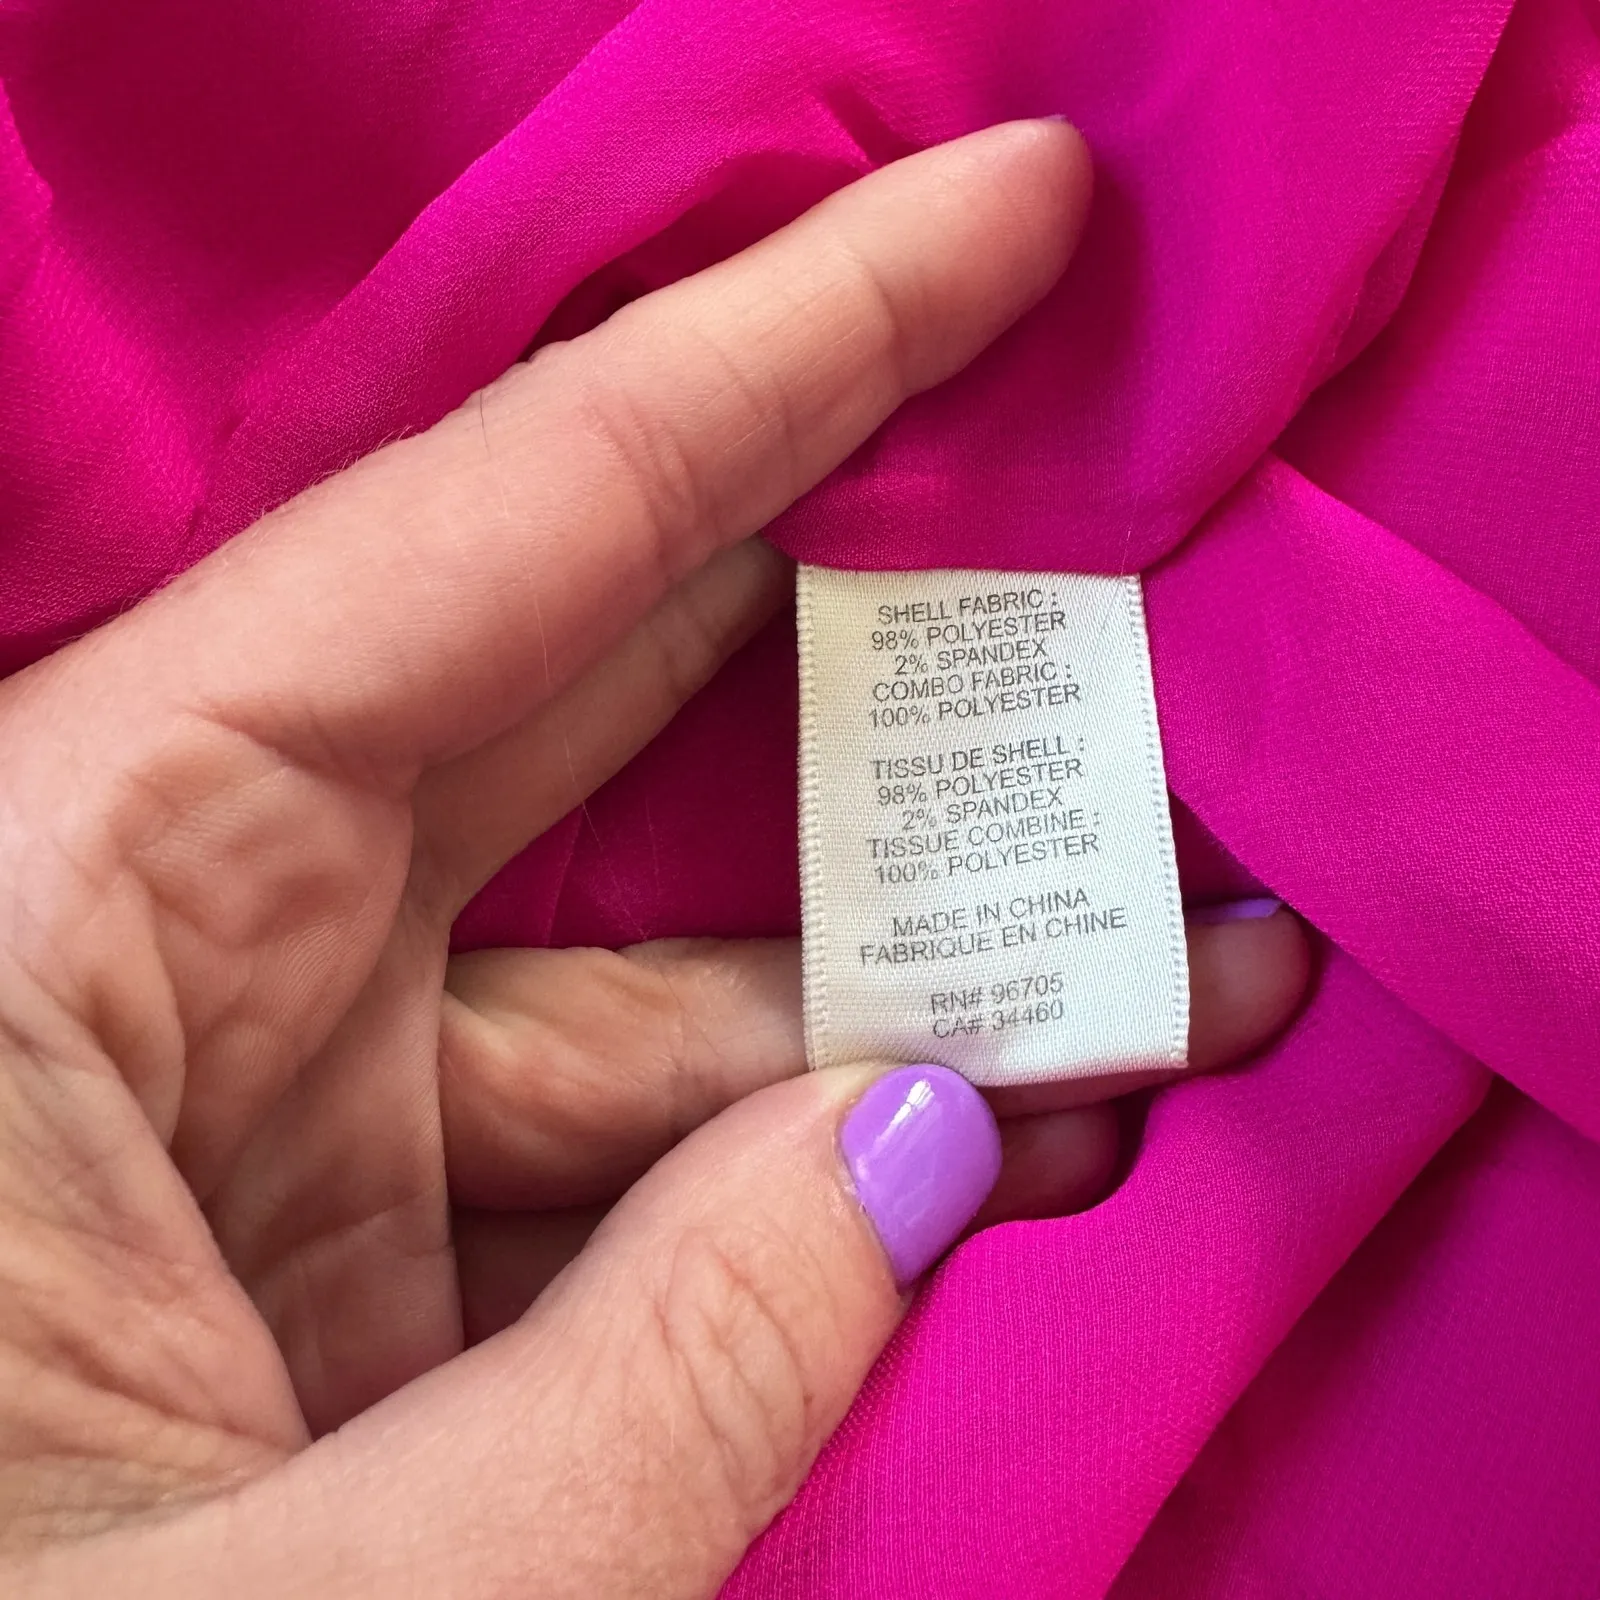 SHELL FABRIC :
98% POLYESTER
2% SPANDEX
COMBO FABRIC :
100% POLYESTER
TISSU DE SHELL :
98% POLYESTER
2% SPANDEX
TISSUE COMBINE :
100% POLYESTER
MADE IN CHINA
FABRIQUE EN CHINE
RN# 96705
CA# 34460